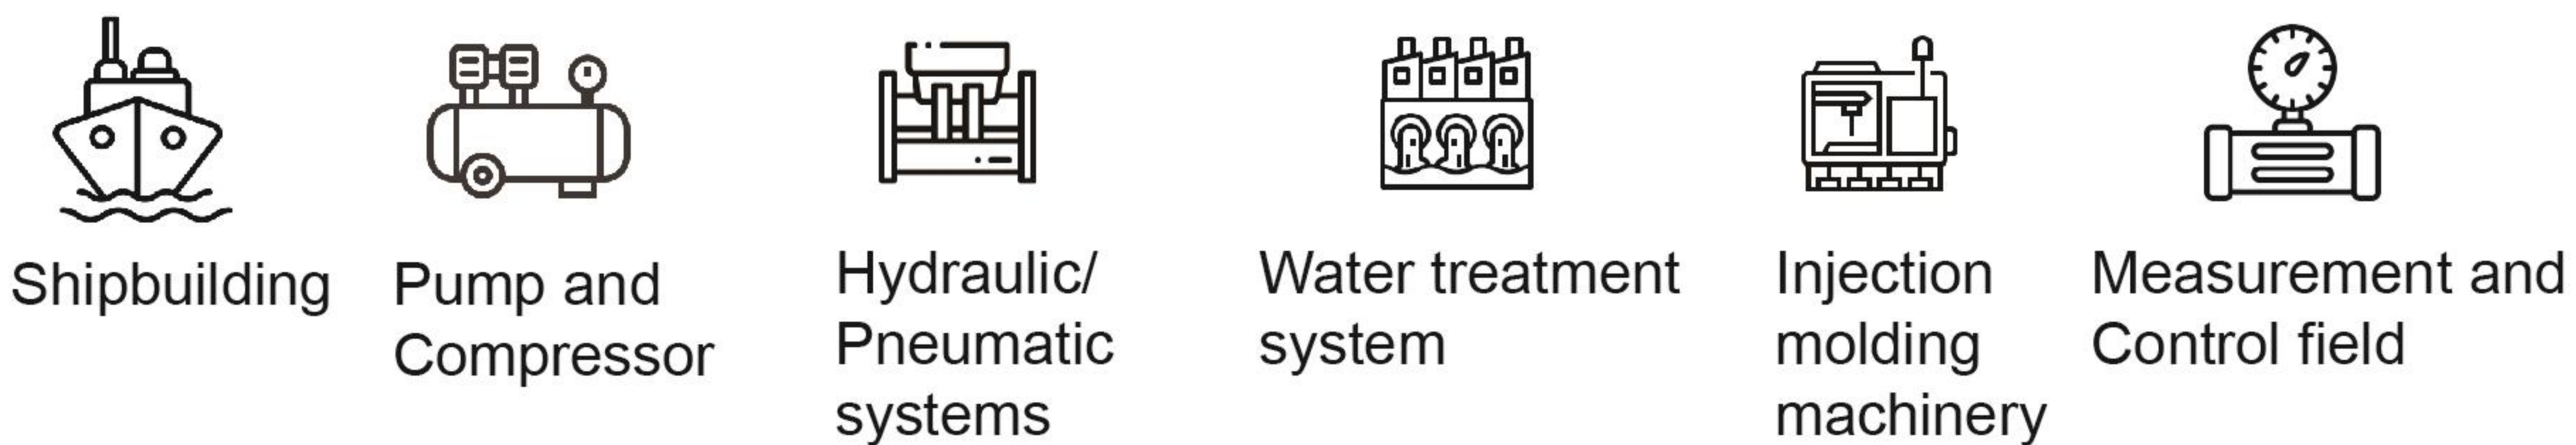 Shipbuilding
Pump and
Compressor
Hydraulic/
Pneumatic
systems
Water treatment
system
Injection
molding
machinery
Measurement and
Control field